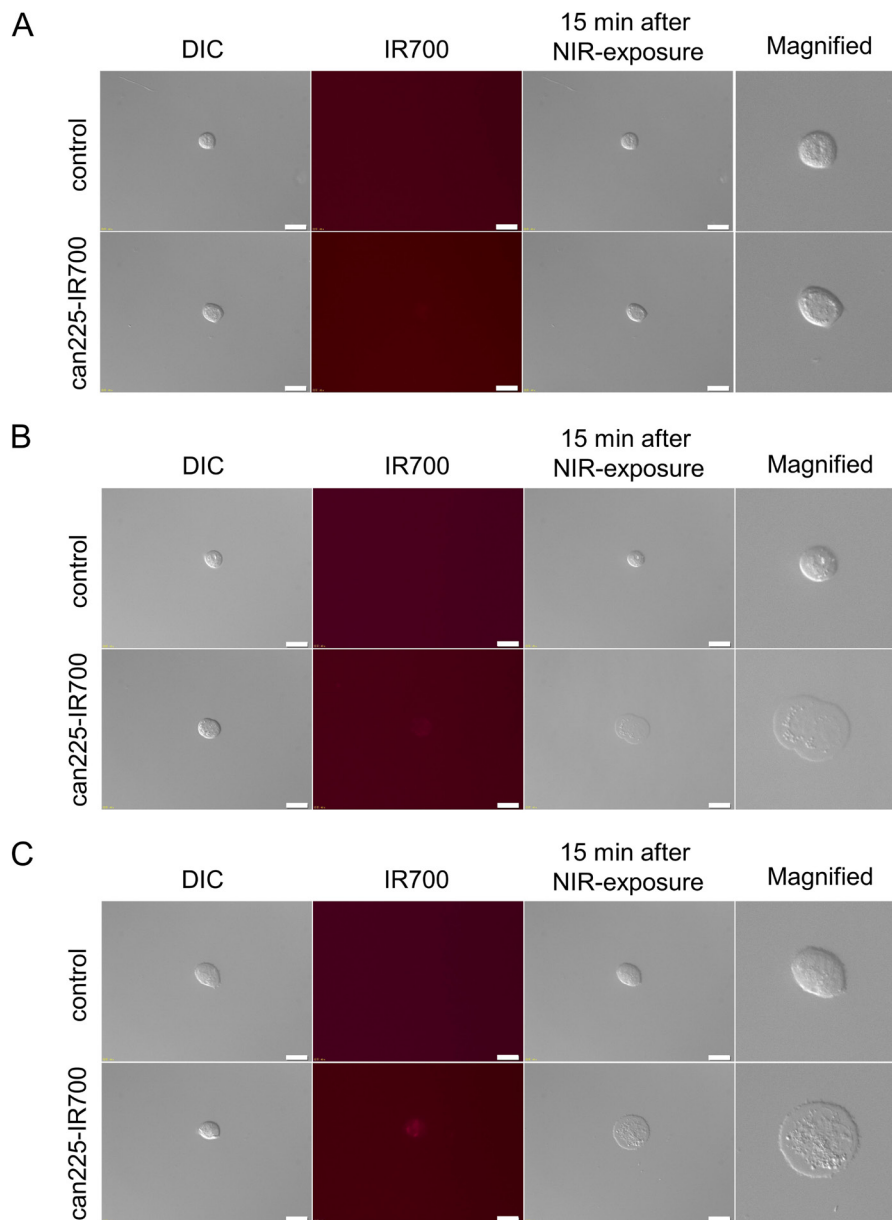 A
DIC
IR700
15 min after
NIR-exposure
Magnified
control
can225-IR700
B
DIC
IR700
15 min after
NIR-exposure
Magnified
control
can225-IR700
C
DIC
IR700
15 min after
NIR-exposure
Magnified
control
can225-IR700